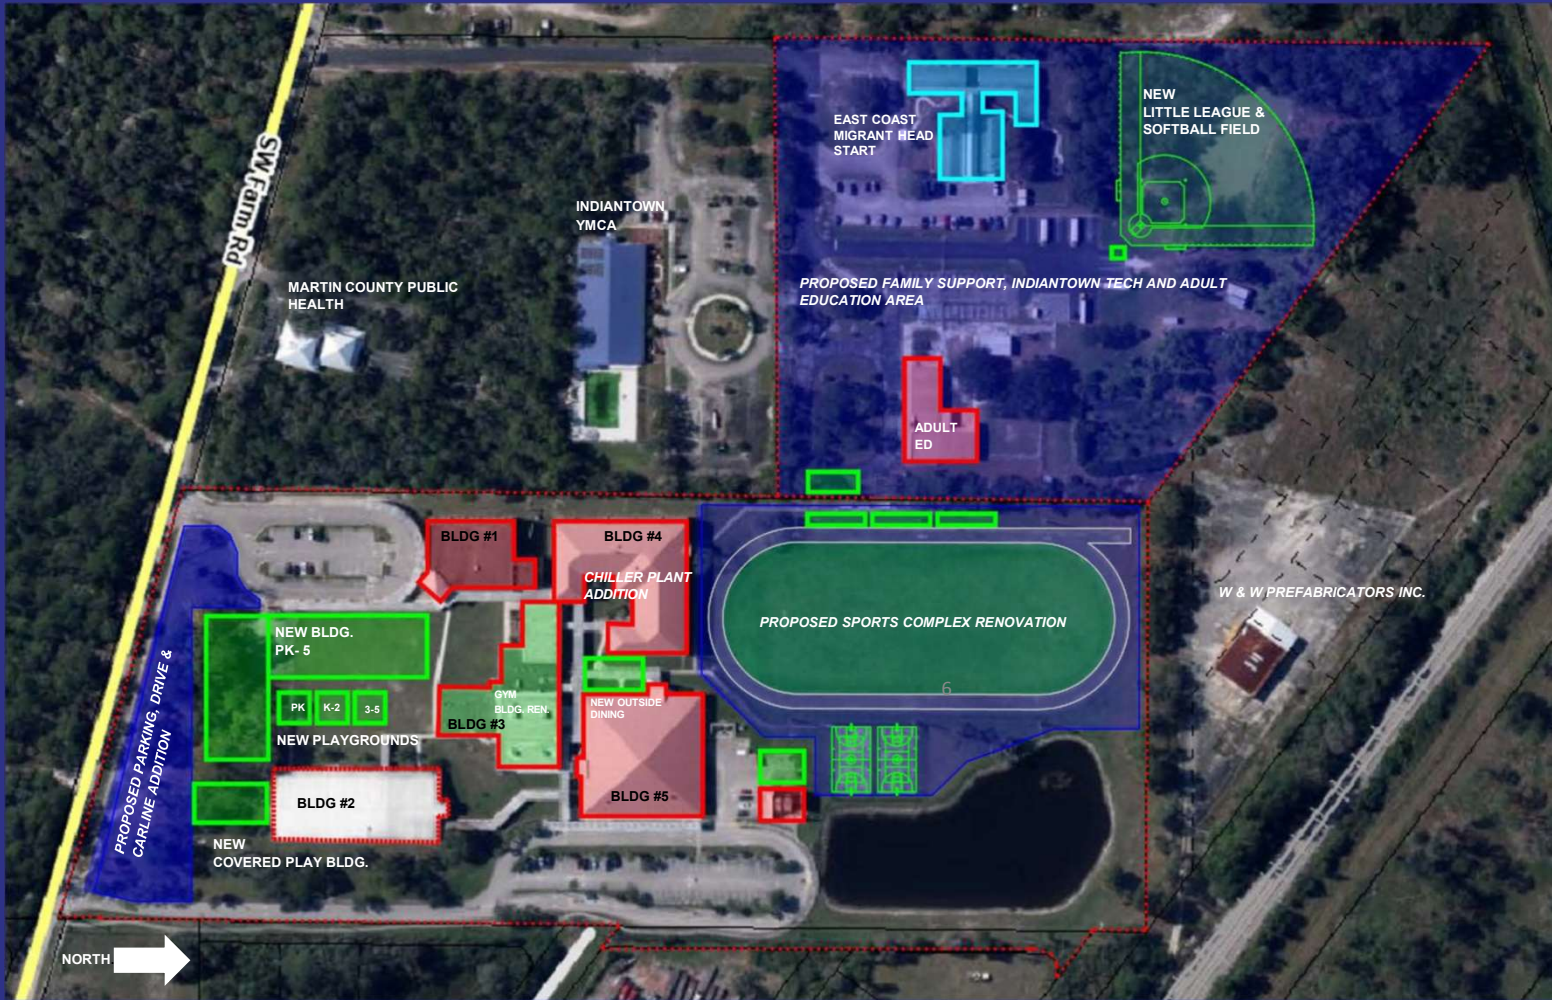 SW Farm Rd
EAST COAST
MIGRANT HEAD
START
NEW
LITTLE LEAGUE &
SOFTBALL FIELD
INDIANTOWN
YMCA
MARTIN COUNTY PUBLIC
HEALTH
PROPOSED FAMILY SUPPORT, INDIANTOWN TECH AND ADULT
EDUCATION AREA
ADULT
ED
BLDG #1
BLDG #4
CHILLER PLANT
ADDITION
W & W PREFABRICATORS INC.
PROPOSED SPORTS COMPLEX RENOVATION
6
NEW BLDG.
PK- 5
PK
K-2
3-5
NEW PLAYGROUNDS
GYM
BLDG. REN.
BLDG #3
NEW OUTSIDE
DINING
BLDG #5
PROPOSED PARKING, DRIVE &
CARLINE ADDITION
BLDG #2
NEW
COVERED PLAY BLDG.
NORTH